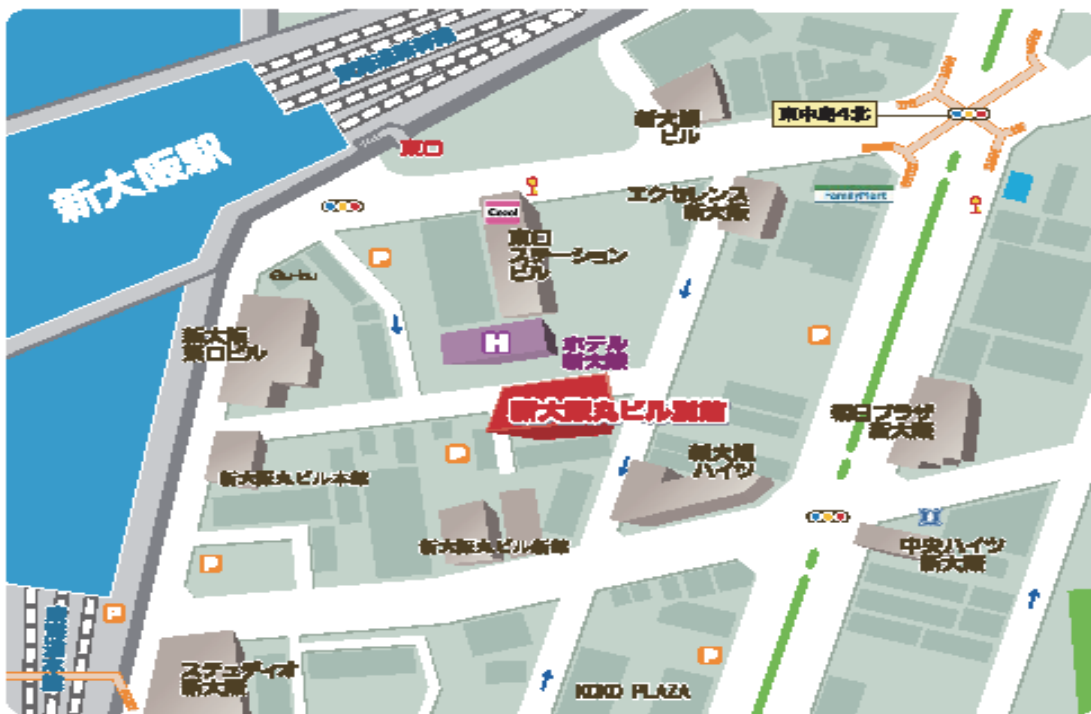 新大阪駅
東口
新大阪
ビル
東中島4北
エクセレンス
新大阪
FamilyMart
東口
ステーション
ビル
P
新大阪
東口ビル
H
ホテル
新大阪
P
新大阪丸ビル別館
朝日プラザ
新大阪
P
新大阪丸ビル本館
新大阪
ハイツ
新大阪丸ビル新館
中央ハイツ
新大阪
P
P
ステュディオ
新大阪
P
KOKO PLAZA